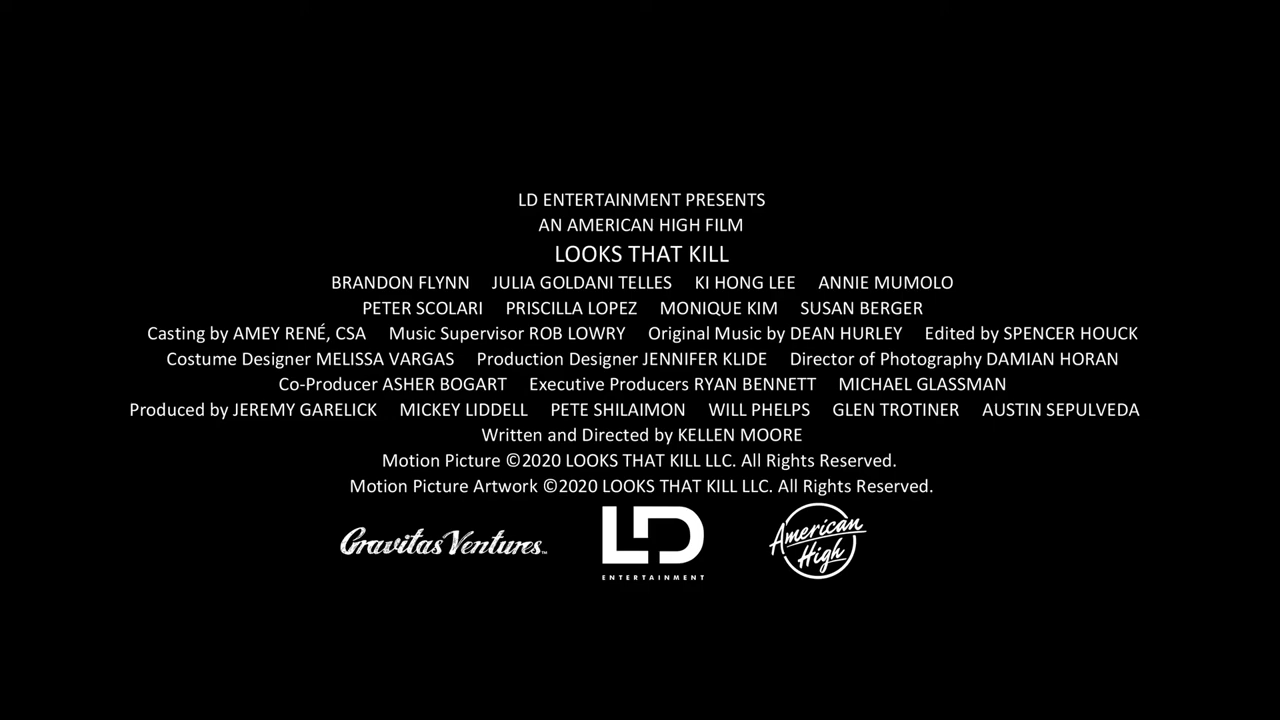 LD ENTERTAINMENT PRESENTS
AN AMERICAN HIGH FILM
LOOKS THAT KILL
BRANDON FLYNN JULIA GOLDANI TELLES KI HONG LEE ANNIE MUMOLO
PETER SCOLARI PRISCILLA LOPEZ MONIQUE KIM SUSAN BERGER
Casting by AMEY RENÉ, CSA Music Supervisor ROB LOWRY Original Music by DEAN HURLEY Edited by SPENCER HOUCK
Costume Designer MELISSA VARGAS Production Designer JENNIFER KLIDE Director of Photography DAMIAN HORAN
Co-Producer ASHER BOGART Executive Producers RYAN BENNETT MICHAEL GLASSMAN
Produced by JEREMY GARELICK MICKEY LIDDELL PETE SHILAIMON WILL PHELPS GLEN TROTINER AUSTIN SEPULVEDA
Written and Directed by KELLEN MOORE
Motion Picture ©2020 LOOKS THAT KILL LLC. All Rights Reserved.
Motion Picture Artwork ©2020 LOOKS THAT KILL LLC. All Rights Reserved.
Gravitas Ventures™
LD
ENTERTAINMENT
American
High